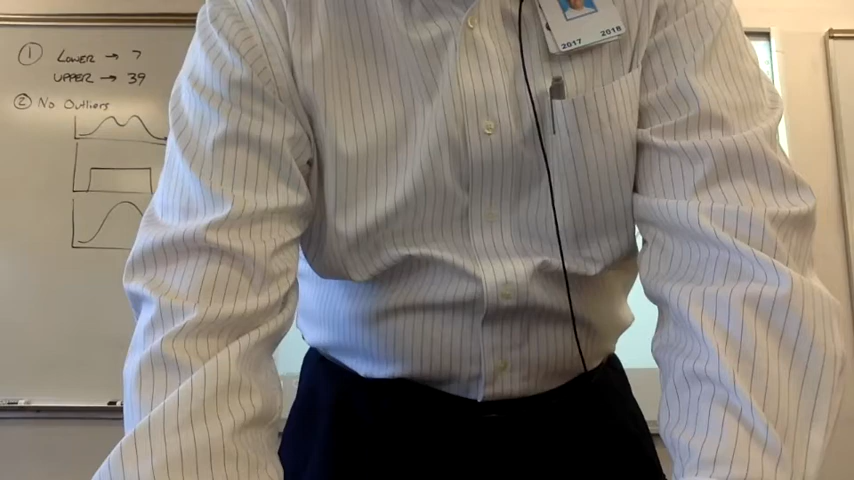 ① LOWER → 7
UPPER → 39
② No Outliers
2017 2018